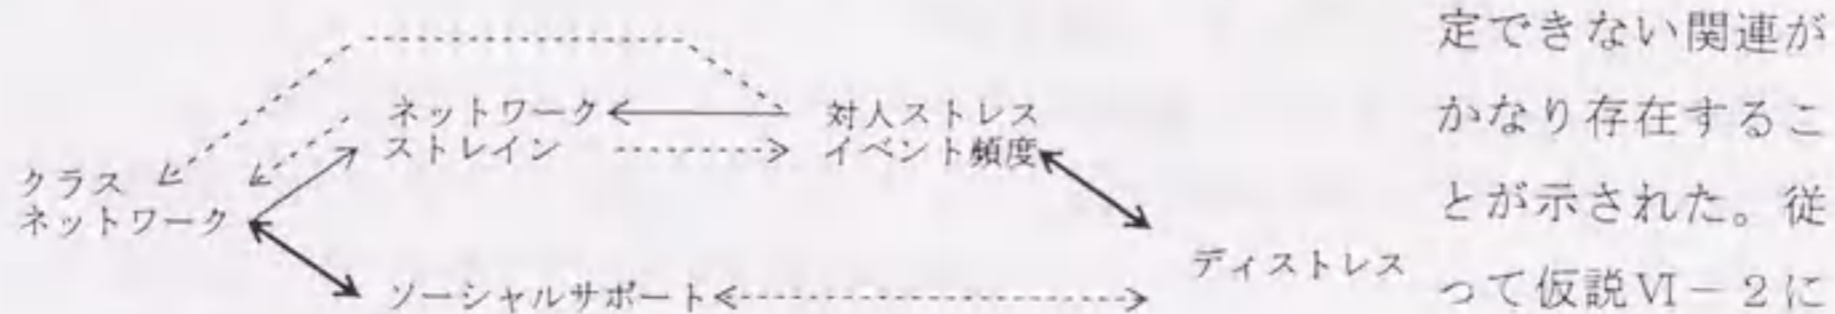 クラス
ネットワーク
ネットワーク
ストレイン
対人ストレス
イベント頻度
ソーシャルサポート
ディストレス
定できない関連が
かなり存在するこ
とが示された。従
って仮説Ⅵ－2に